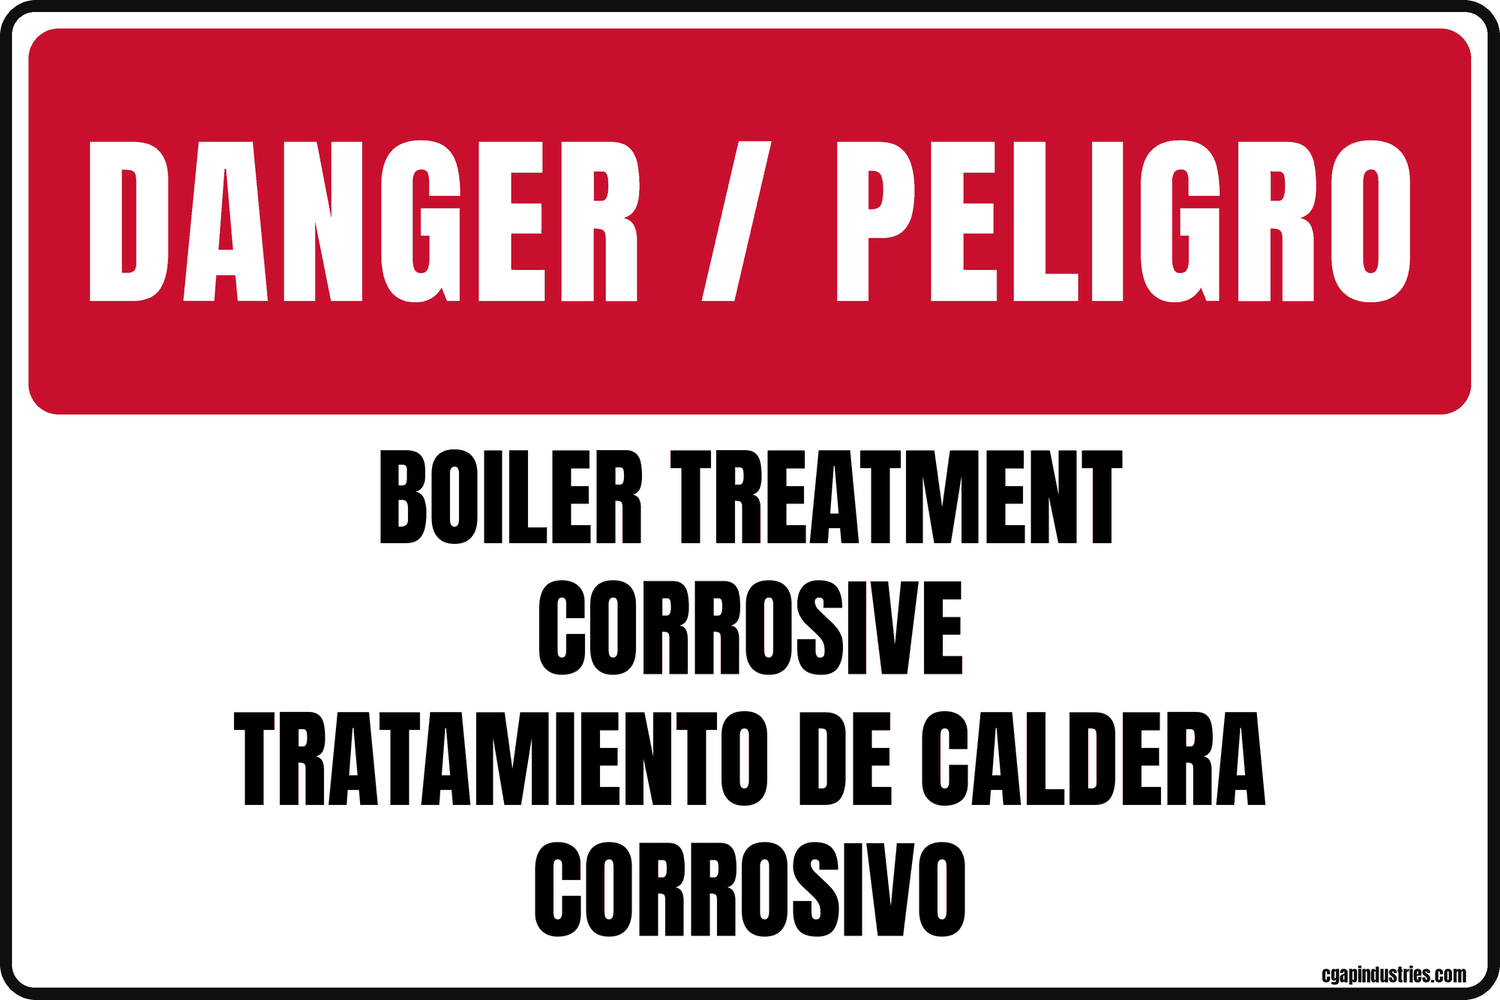 DANGER / PELIGRO
BOILER TREATMENT
CORROSIVE
TRATAMIENTO DE CALDERA
CORROSIVO
cgapindustries.com